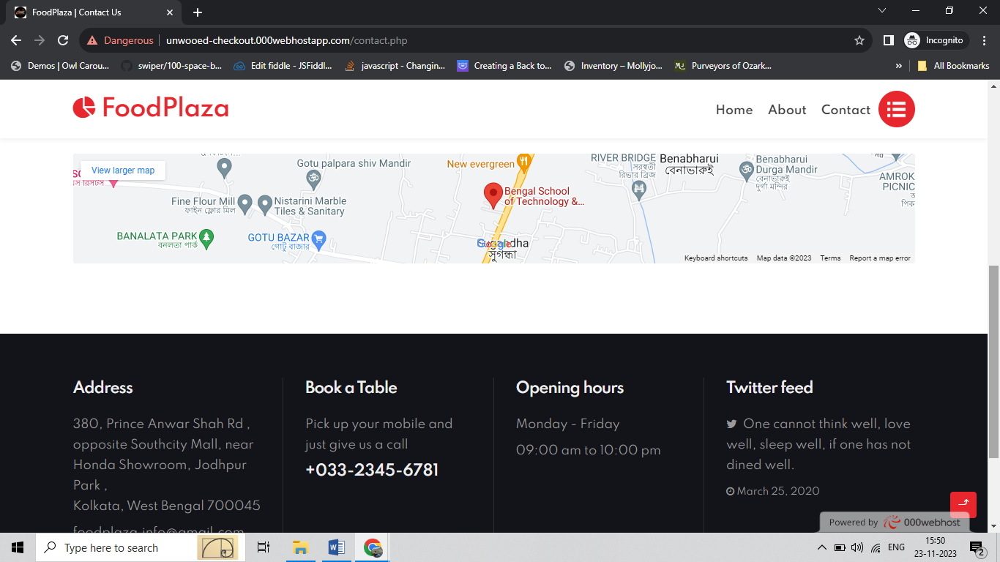 FoodPlaza | Contact Us
Dangerous
unwooed-checkout.000webhostapp.com/contact.php
Incognito
Demos | Owl Carou...
swiper/100-space-b...
Edit fiddle - JSFiddl...
javascript - Changin...
Creating a Back to...
Inventory – Mollyjo...
Purveyors of Ozark...
»
All Bookmarks
FoodPlaza
Home
About
Contact
View larger map
Gotu palpara shiv Mandir
New evergreen
RIVER BRIDGE
সরস্বতী
রিভার ব্রিজ
Benabharui
বেনাভারুই
Benabharui
Durga Mandir
বেনাভারুই
দুর্গা মন্দির
AMROK
PICNIC
Fine Flour Mill
ফাইন ফ্লোর মিল
Nistarini Marble
Tiles & Sanitary
Bengal School
of Technology &...
BANALATA PARK
বনলতা পার্ক
GOTU BAZAR
গোটু বাজার
Google
Sugandha
সুগন্ধা
Keyboard shortcuts
Map data ©2023
Terms
Report a map error
Address
380, Prince Anwar Shah Rd ,
opposite Southcity Mall, near
Honda Showroom, Jodhpur
Park ,
Kolkata, West Bengal 700045
foodplaza.info@gmail.com
Book a Table
Pick up your mobile and
just give us a call
+033-2345-6781
Opening hours
Monday - Friday
09:00 am to 10:00 pm
Twitter feed
One cannot think well, love
well, sleep well, if one has not
dined well.
March 25, 2020
Powered by 000webhost
Type here to search
ENG
15:50
23-11-2023
2